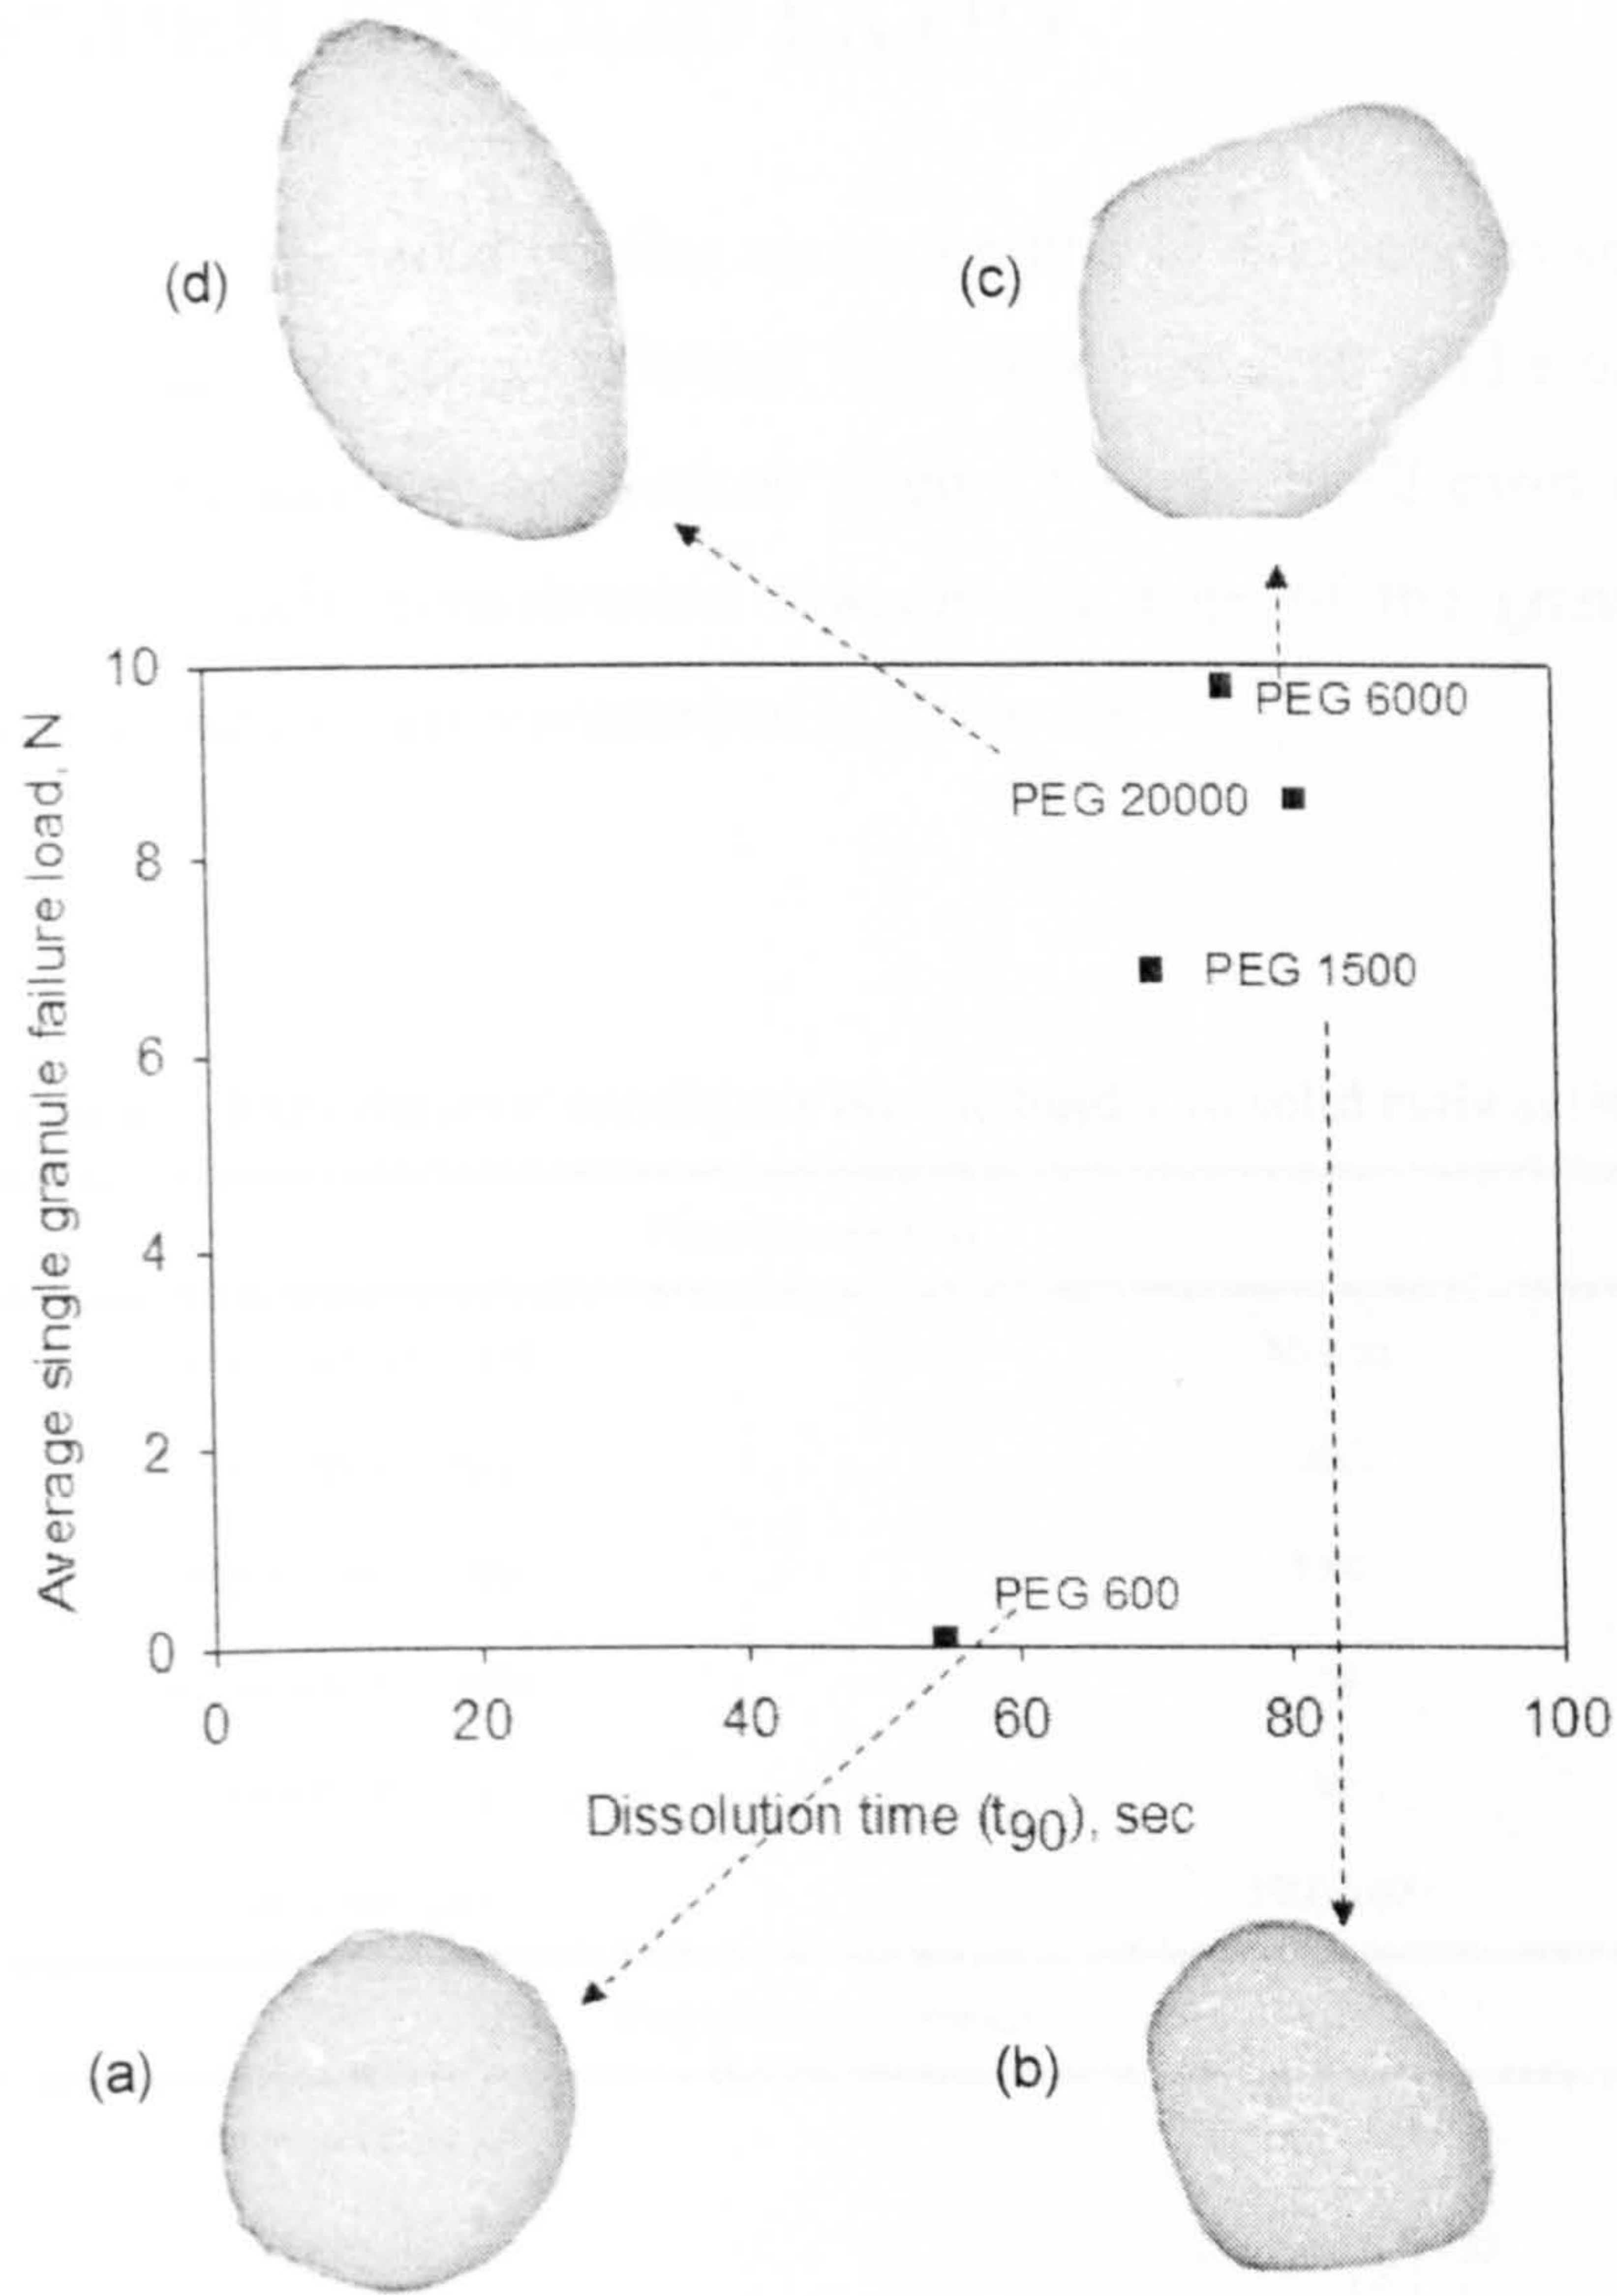 (d)
(c)
10
PEG 6000
PEG 20000
8
PEG 1500
6
4
2
PEG 600
0
0 20 40 60 80 100
Average single granule failure load, N
Dissolution time (t90), sec
(a)
(b)